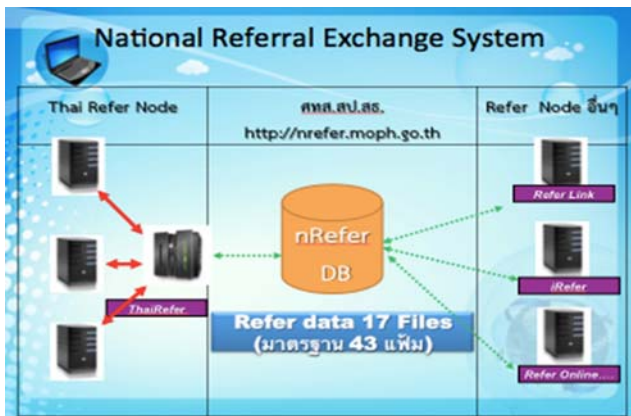 National Referral Exchange System
Thai Refer Node
ศทส.สป.สธ.
http://nrefer.moph.go.th
Refer Node อื่นๆ
ThaiRefer
nRefer
DB
Refer data 17 Files
(มาตรฐาน 43 แฟ้ม)
Refer Link
iRefer
Refer Online....